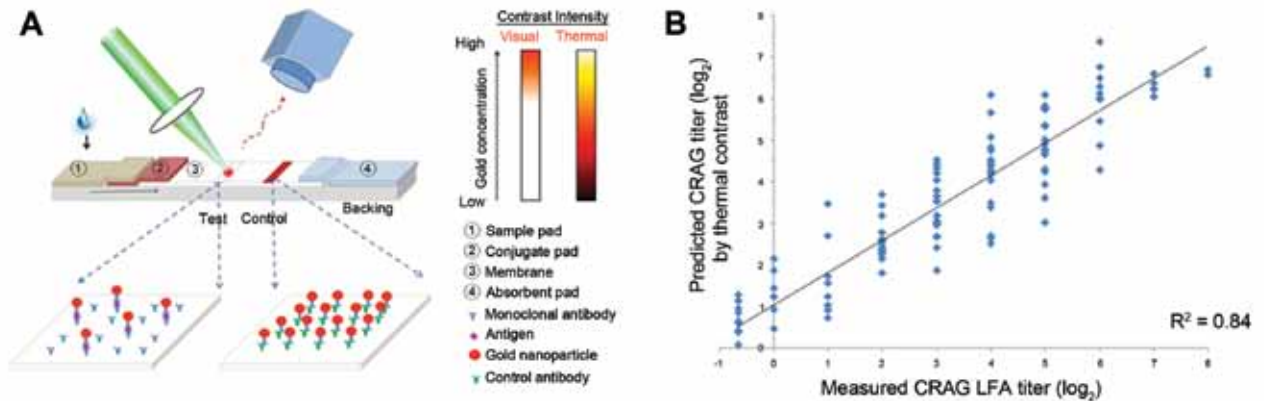 A
Contrast Intensity
Visual Thermal
High
Gold concentration
Low
1
2
3
4
Test Control Backing
1 Sample pad
2 Conjugate pad
3 Membrane
4 Absorbent pad
Monoclonal antibody
Antigen
Gold nanoparticle
Control antibody
B
Predicted CRAG titer (log2)
by thermal contrast
8
7
6
5
4
3
2
1
0
-1 0 1 2 3 4 5 6 7 8
R2 = 0.84
Measured CRAG LFA titer (log2)